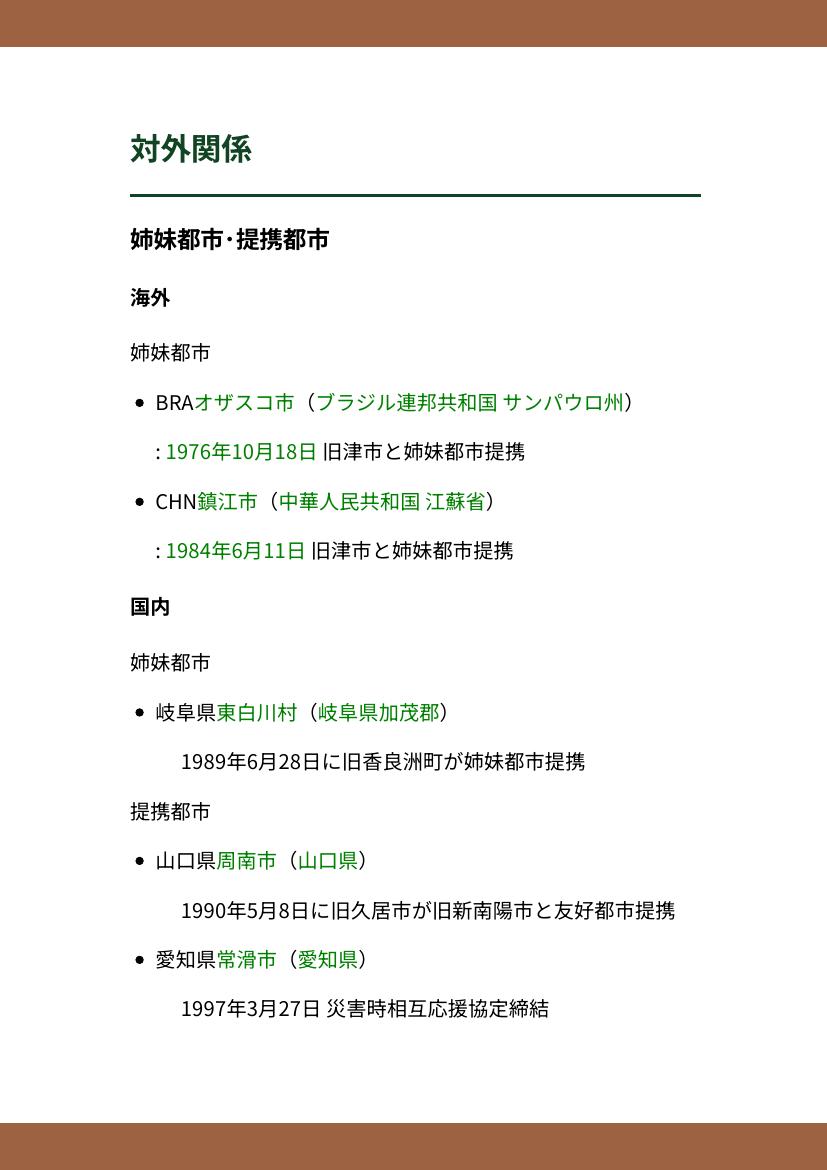 対外関係
姉妹都市·提携都市
海外
姉妹都市
• BRAオザスコ市（ブラジル連邦共和国 サンパウロ州）
: 1976年10月18日 旧津市と姉妹都市提携
• CHN鎮江市（中華人民共和国 江蘇省）
: 1984年6月11日 旧津市と姉妹都市提携
国内
姉妹都市
• 岐阜県東白川村（岐阜県加茂郡）
1989年6月28日に旧香良洲町が姉妹都市提携
提携都市
• 山口県周南市（山口県）
1990年5月8日に旧久居市が旧新南陽市と友好都市提携
• 愛知県常滑市（愛知県）
1997年3月27日 災害時相互応援協定締結